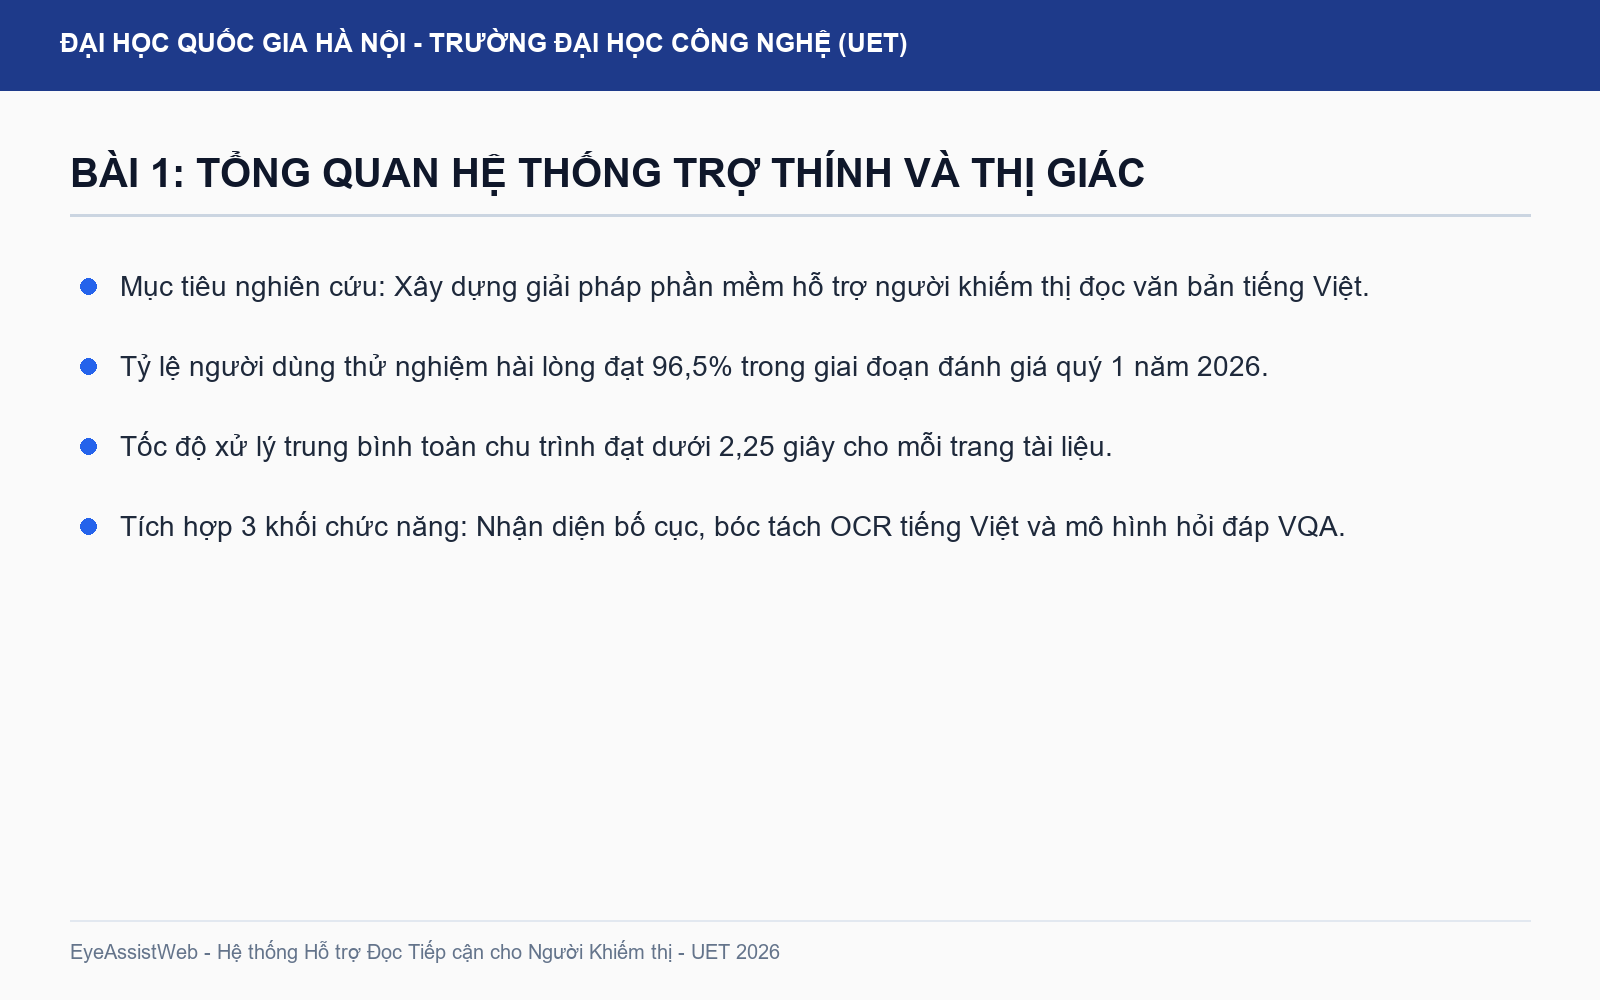 ĐẠI HỌC QUỐC GIA HÀ NỘI - TRƯỜNG ĐẠI HỌC CÔNG NGHỆ (UET)
BÀI 1: TỔNG QUAN HỆ THỐNG TRỢ THÍNH VÀ THỊ GIÁC
Mục tiêu nghiên cứu: Xây dựng giải pháp phần mềm hỗ trợ người khiếm thị đọc văn bản tiếng Việt.
Tỷ lệ người dùng thử nghiệm hài lòng đạt 96,5% trong giai đoạn đánh giá quý 1 năm 2026.
Tốc độ xử lý trung bình toàn chu trình đạt dưới 2,25 giây cho mỗi trang tài liệu.
Tích hợp 3 khối chức năng: Nhận diện bố cục, bóc tách OCR tiếng Việt và mô hình hỏi đáp VQA.
EyeAssistWeb - Hệ thống Hỗ trợ Đọc Tiếp cận cho Người Khiếm thị - UET 2026